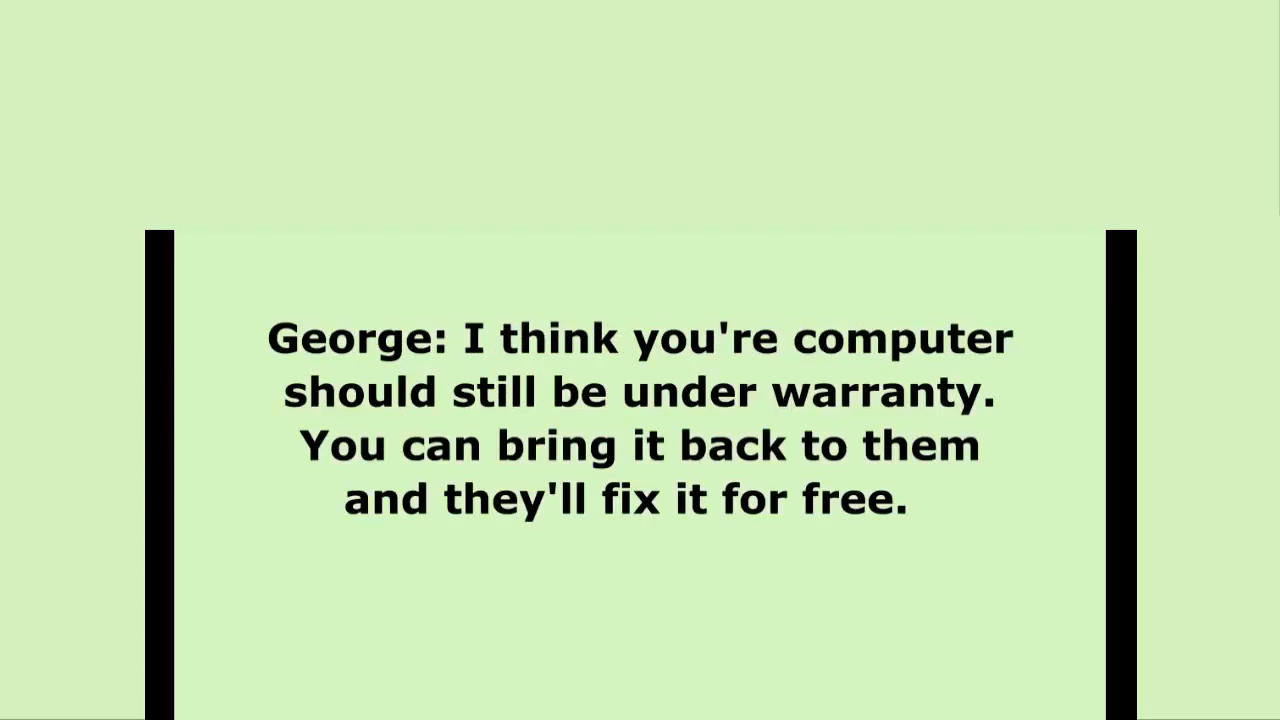 George: I think you're computer
should still be under warranty.
You can bring it back to them
and they'll fix it for free.